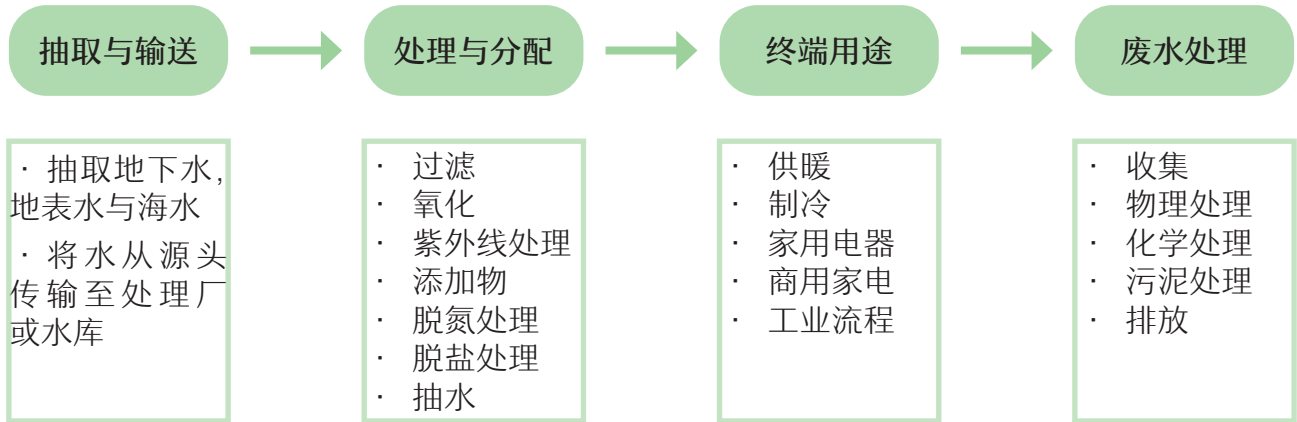 抽取与输送
处理与分配
终端用途
废水处理
· 抽取地下水,
地表水与海水
· 将水从源头
传输至处理厂
或水库
· 过滤
· 氧化
· 紫外线处理
· 添加物
· 脱氮处理
· 脱盐处理
· 抽水
· 供暖
· 制冷
· 家用电器
· 商用家电
· 工业流程
· 收集
· 物理处理
· 化学处理
· 污泥处理
· 排放